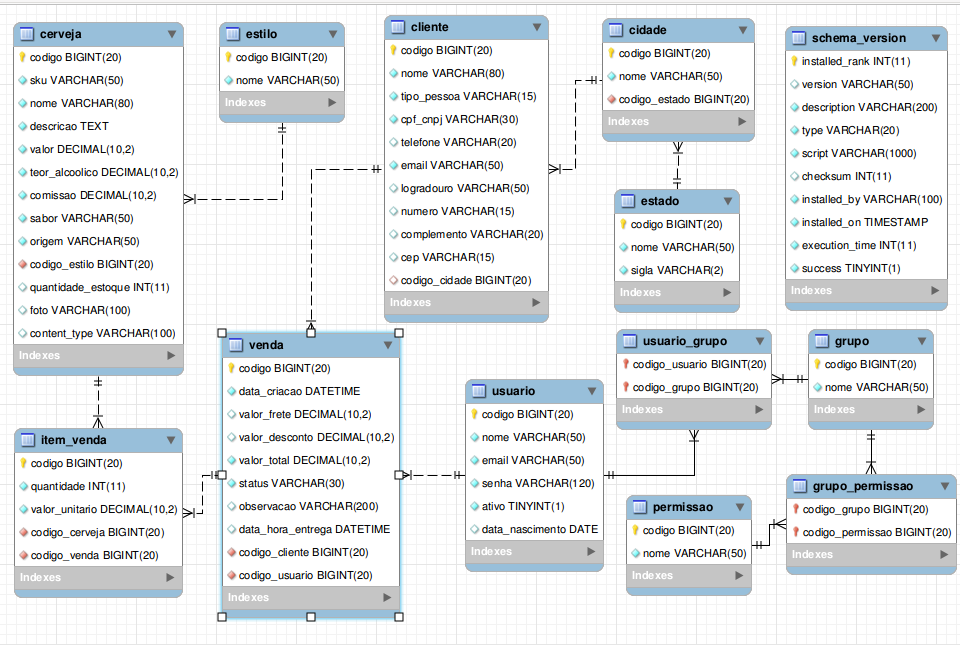 cerveja
codigo BIGINT(20)
sku VARCHAR(50)
nome VARCHAR(80)
descricao TEXT
valor DECIMAL(10,2)
teor_alcoolico DECIMAL(10,2)
comissao DECIMAL(10,2)
sabor VARCHAR(50)
origem VARCHAR(50)
codigo_estilo BIGINT(20)
quantidade_estoque INT(11)
foto VARCHAR(100)
content_type VARCHAR(100)
Indexes
estilo
codigo BIGINT(20)
nome VARCHAR(50)
Indexes
cliente
codigo BIGINT(20)
nome VARCHAR(80)
tipo_pessoa VARCHAR(15)
cpf_cnpj VARCHAR(30)
telefone VARCHAR(20)
email VARCHAR(50)
logradouro VARCHAR(50)
numero VARCHAR(15)
complemento VARCHAR(20)
cep VARCHAR(15)
codigo_cidade BIGINT(20)
Indexes
cidade
codigo BIGINT(20)
nome VARCHAR(50)
codigo_estado BIGINT(20)
Indexes
schema_version
installed_rank INT(11)
version VARCHAR(50)
description VARCHAR(200)
type VARCHAR(20)
script VARCHAR(1000)
checksum INT(11)
installed_by VARCHAR(100)
installed_on TIMESTAMP
execution_time INT(11)
success TINYINT(1)
Indexes
estado
codigo BIGINT(20)
nome VARCHAR(50)
sigla VARCHAR(2)
Indexes
venda
codigo BIGINT(20)
data_criacao DATETIME
valor_frete DECIMAL(10,2)
valor_desconto DECIMAL(10,2)
valor_total DECIMAL(10,2)
status VARCHAR(30)
observacao VARCHAR(200)
data_hora_entrega DATETIME
codigo_cliente BIGINT(20)
codigo_usuario BIGINT(20)
Indexes
usuario_grupo
codigo_usuario BIGINT(20)
codigo_grupo BIGINT(20)
Indexes
grupo
codigo BIGINT(20)
nome VARCHAR(50)
Indexes
usuario
codigo BIGINT(20)
nome VARCHAR(50)
email VARCHAR(50)
senha VARCHAR(120)
ativo TINYINT(1)
data_nascimento DATE
Indexes
item_venda
codigo BIGINT(20)
quantidade INT(11)
valor_unitario DECIMAL(10,2)
codigo_cerveja BIGINT(20)
codigo_venda BIGINT(20)
Indexes
permissao
codigo BIGINT(20)
nome VARCHAR(50)
Indexes
grupo_permissao
codigo_grupo BIGINT(20)
codigo_permissao BIGINT(20)
Indexes